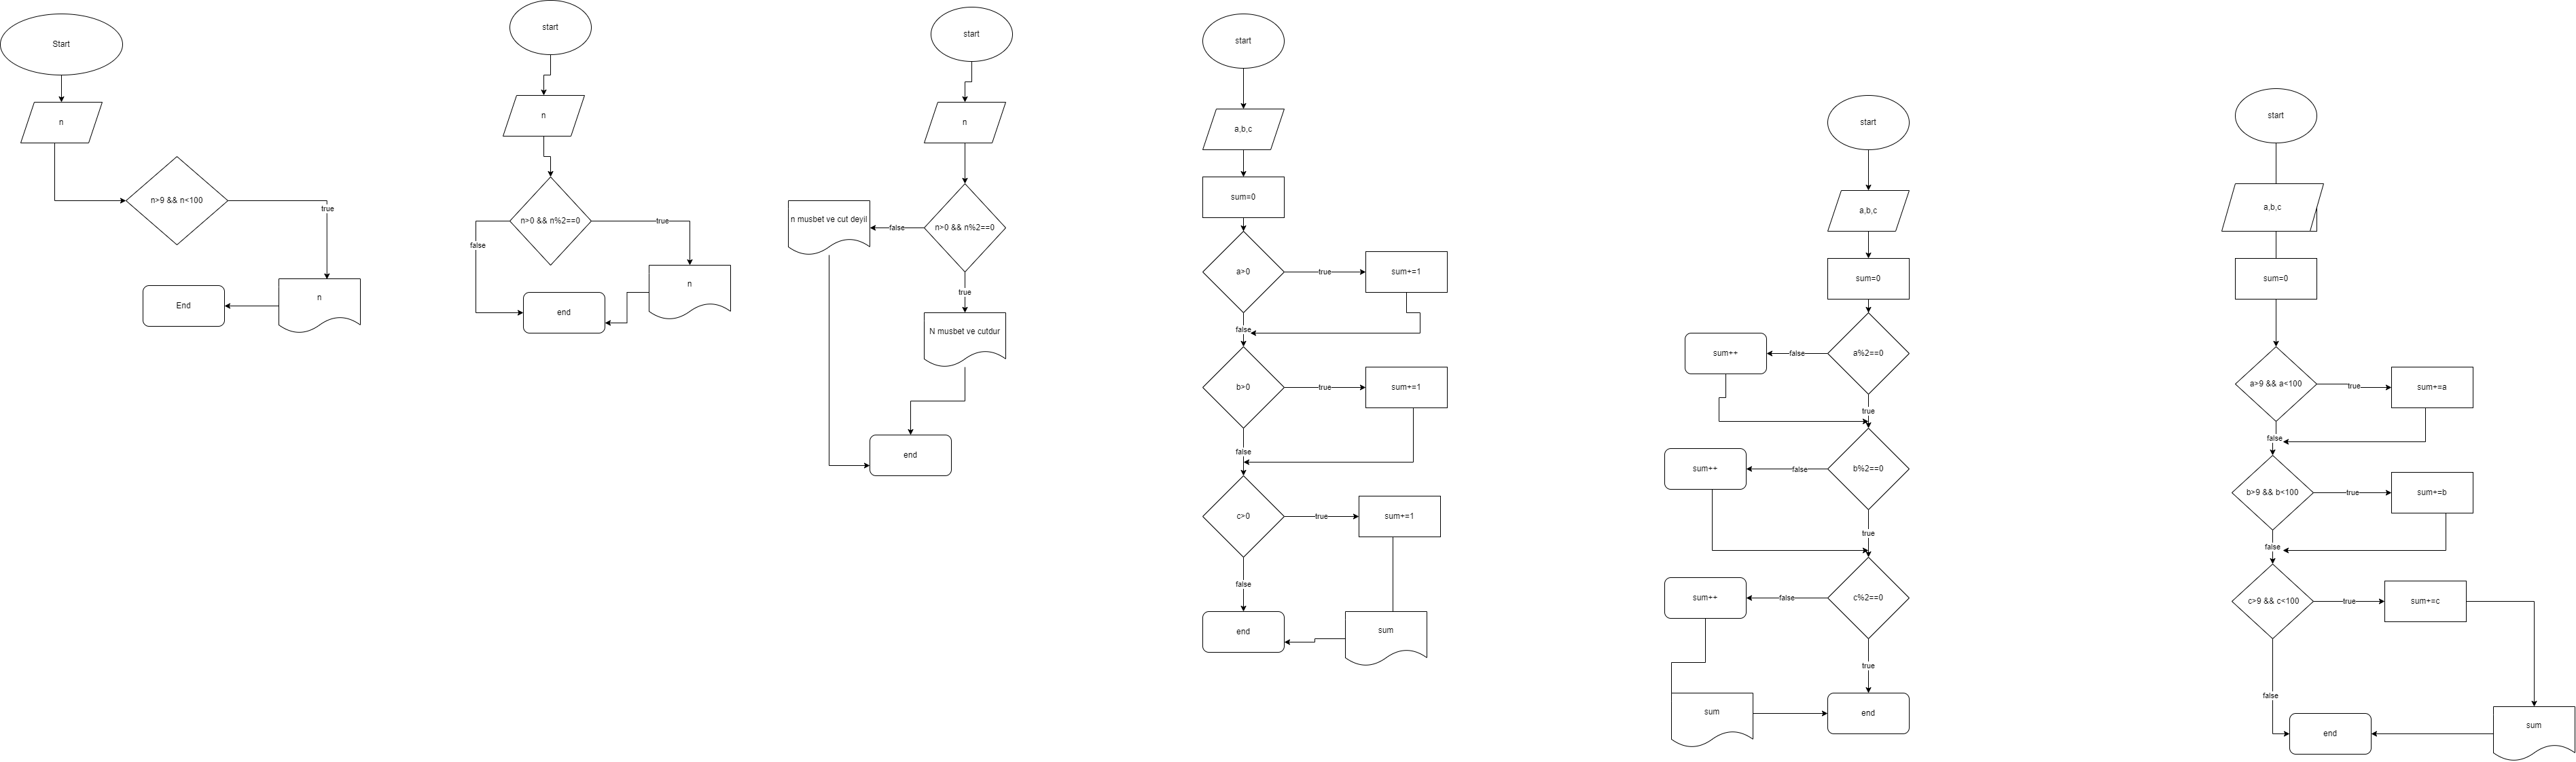 Start
n
n>9 && n<100
true
n
End
start
n
n>0 && n%2==0
true
false
n
end
start
n
n>0 && n%2==0
false
n musbet ve cut deyil
true
N musbet ve cutdur
end
start
a,b,c
sum=0
a>0
true
sum+=1
false
b>0
true
sum+=1
false
c>0
true
sum+=1
false
end
sum
start
a,b,c
sum=0
a%2==0
false
sum++
true
b%2==0
false
sum++
true
c%2==0
false
sum++
true
sum
end
start
a,b,c
sum=0
a>9 && a<100
true
sum+=a
false
b>9 && b<100
true
sum+=b
false
c>9 && c<100
true
sum+=c
false
sum
end